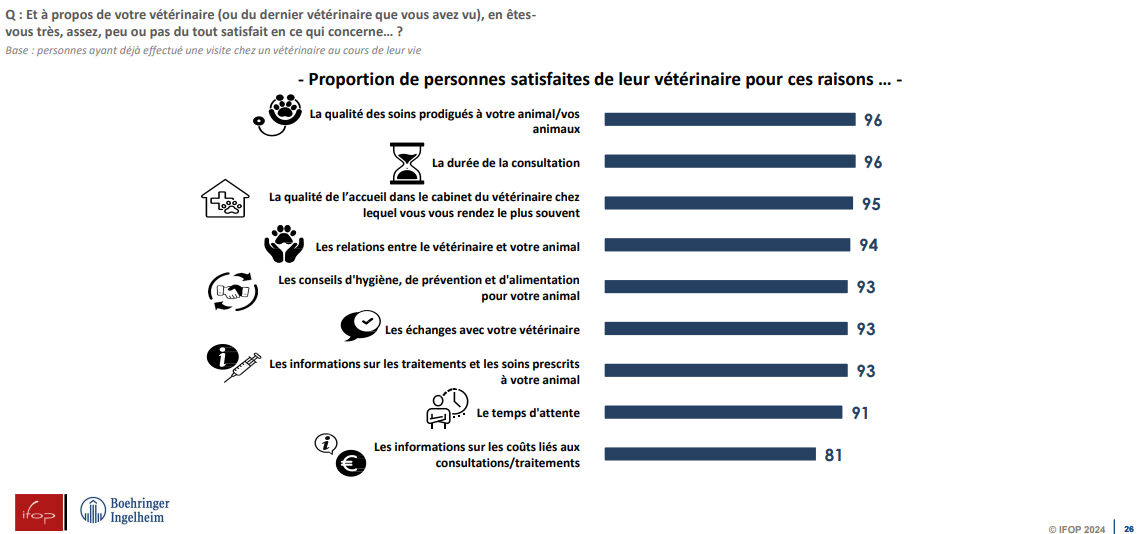 Q : Et à propos de votre vétérinaire (ou du dernier vétérinaire que vous avez vu), en êtes-
vous très, assez, peu ou pas du tout satisfait en ce qui concerne… ?
Base : personnes ayant déjà effectué une visite chez un vétérinaire au cours de leur vie
- Proportion de personnes satisfaites de leur vétérinaire pour ces raisons … -
La qualité des soins prodigués à votre animal/vos
animaux
96
La durée de la consultation
96
La qualité de l’accueil dans le cabinet du vétérinaire chez
lequel vous vous rendez le plus souvent
95
Les relations entre le vétérinaire et votre animal
94
Les conseils d'hygiène, de prévention et d'alimentation
pour votre animal
93
Les échanges avec votre vétérinaire
93
Les informations sur les traitements et les soins prescrits
à votre animal
93
Le temps d'attente
91
Les informations sur les coûts liés aux
consultations/traitements
81
ifop
Boehringer
Ingelheim
© IFOP 2024
26